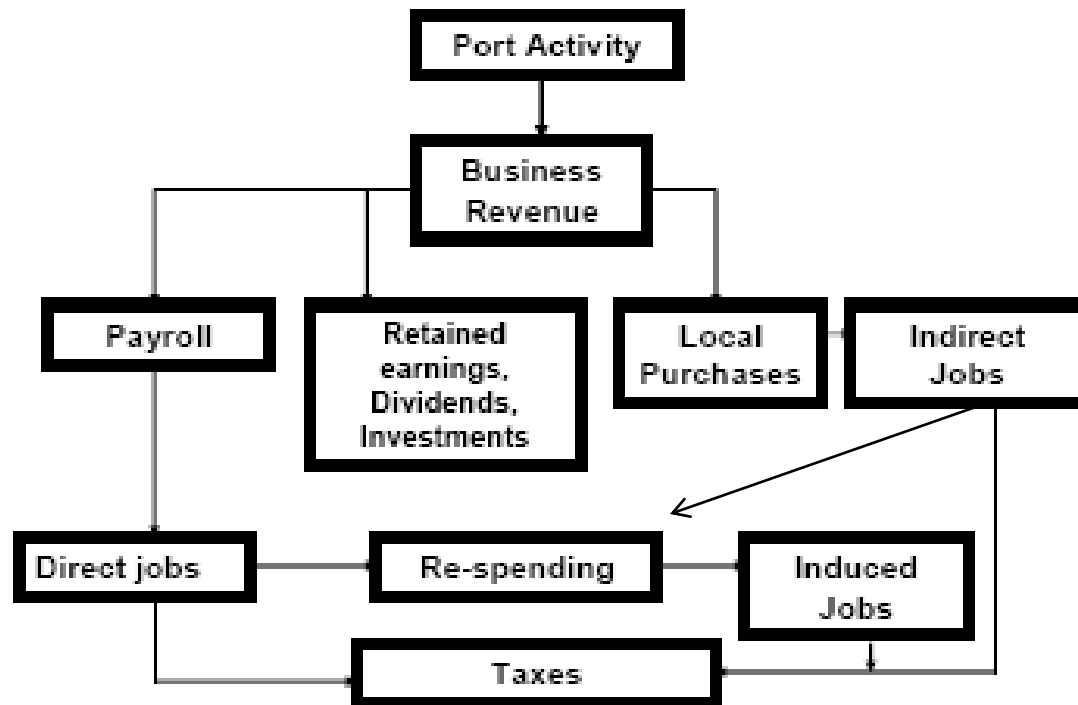 Port Activity
Business
Revenue
Payroll
Retained
earnings,
Dividends,
Investments
Local
Purchases
Indirect
Jobs
Direct jobs
Re-spending
Induced
Jobs
Taxes